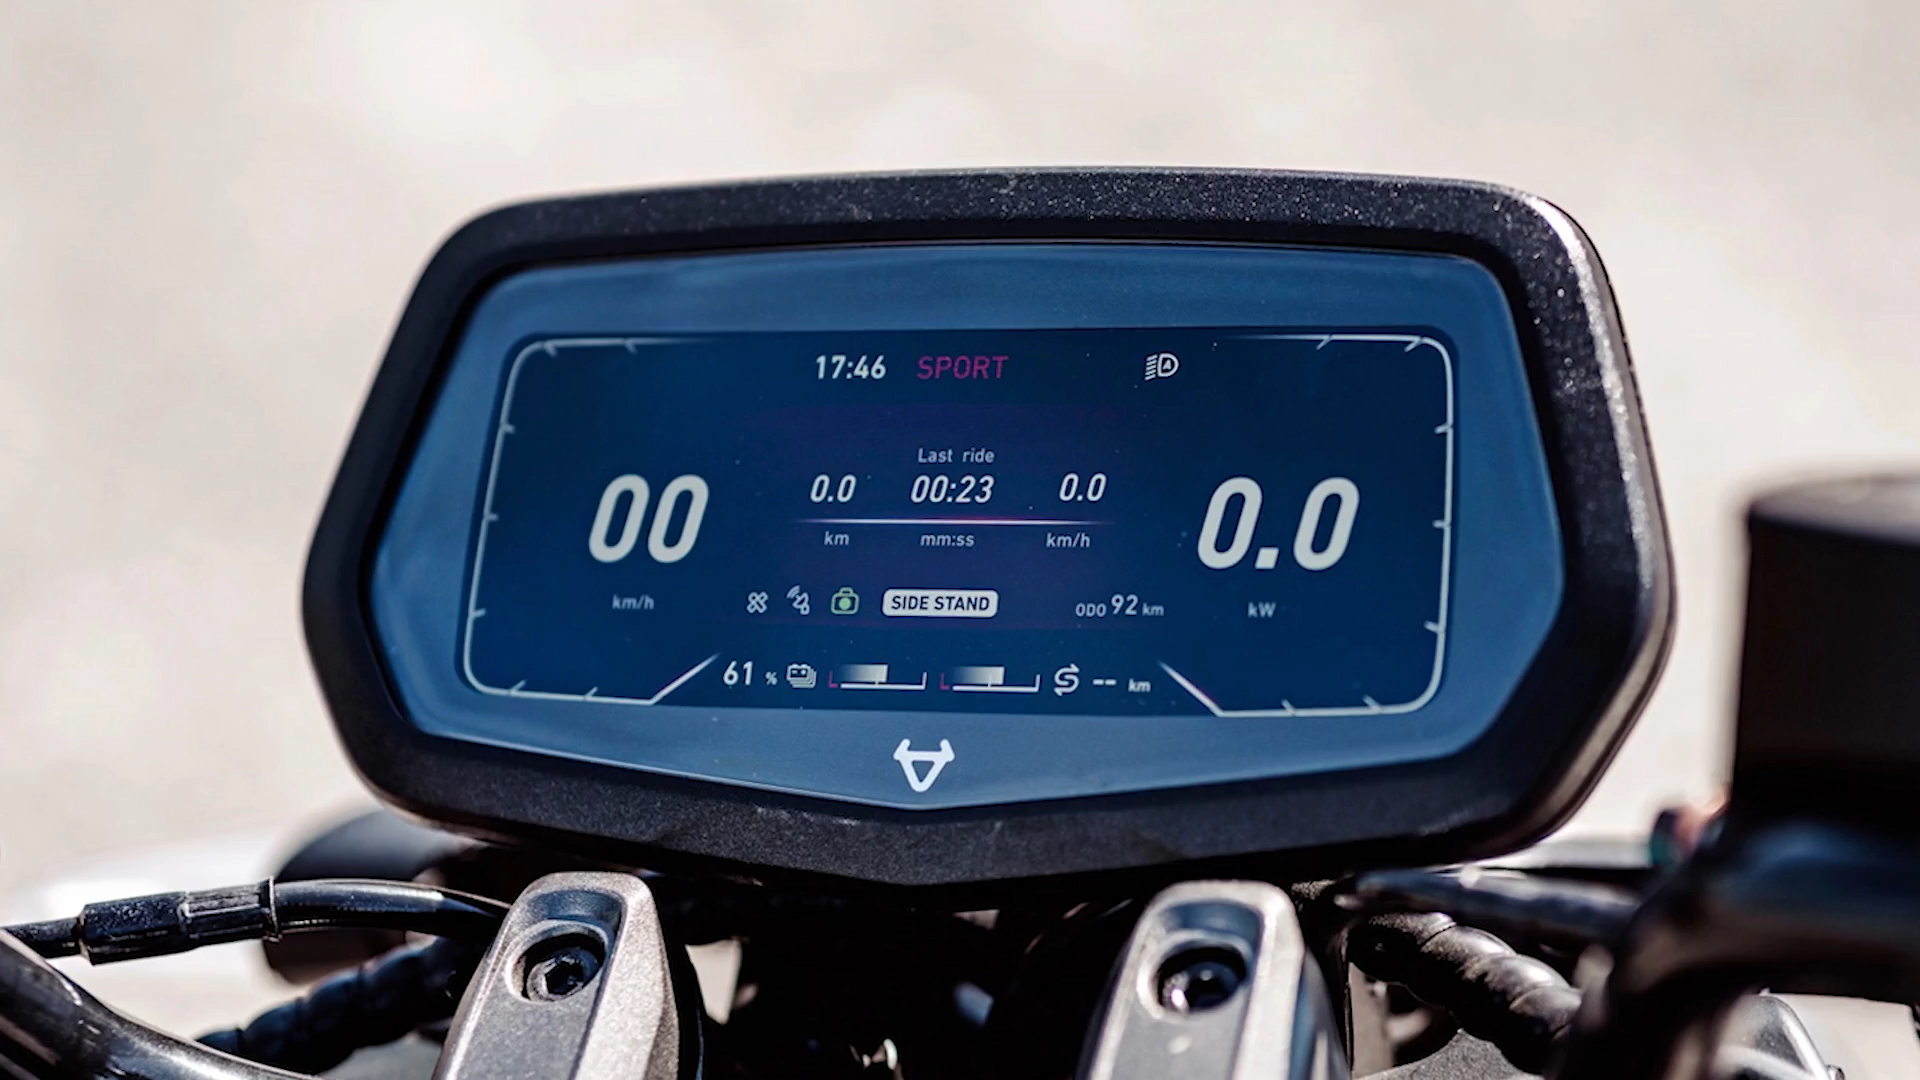 17:46 SPORT
Last ride
0.0 00:23 0.0
km mm:ss km/h
00 0.0
km/h kW
SIDE STAND ODO 92 km
61 % L L -- km